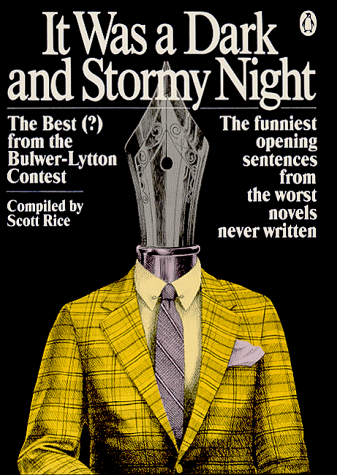 It Was a Dark
and Stormy Night
The Best (?)
from the
Bulwer-Lytton
Contest
Compiled by
Scott Rice
The funniest
opening
sentences
from
the worst
novels
never written